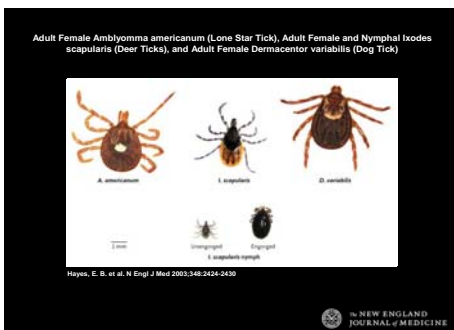 Adult Female Amblyomma americanum (Lone Star Tick), Adult Female and Nymphal Ixodes
scapularis (Deer Ticks), and Adult Female Dermacentor variabilis (Dog Tick)
A. americanum
I. scapularis
D. variabilis
Unengorged
Engorged
I. scapularis nymph
2 mm
Hayes, E. B. et al. N Engl J Med 2003;348:2424-2430
The NEW ENGLAND
JOURNAL of MEDICINE